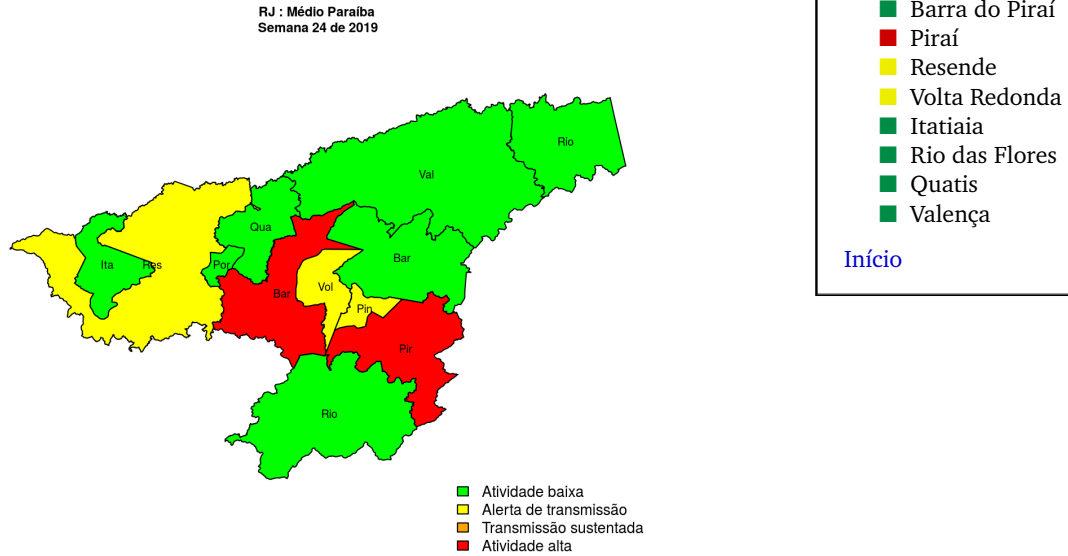 RJ : Médio Paraíba
Semana 24 de 2019
Rio
Val
Qua
Ita
Res
Por
Bar
Bar
Vol
Pin
Pir
Rio
Atividade baixa
Alerta de transmissão
Transmissão sustentada
Atividade alta
Barra do Piraí
Piraí
Resende
Volta Redonda
Itatiaia
Rio das Flores
Quatis
Valença
Início